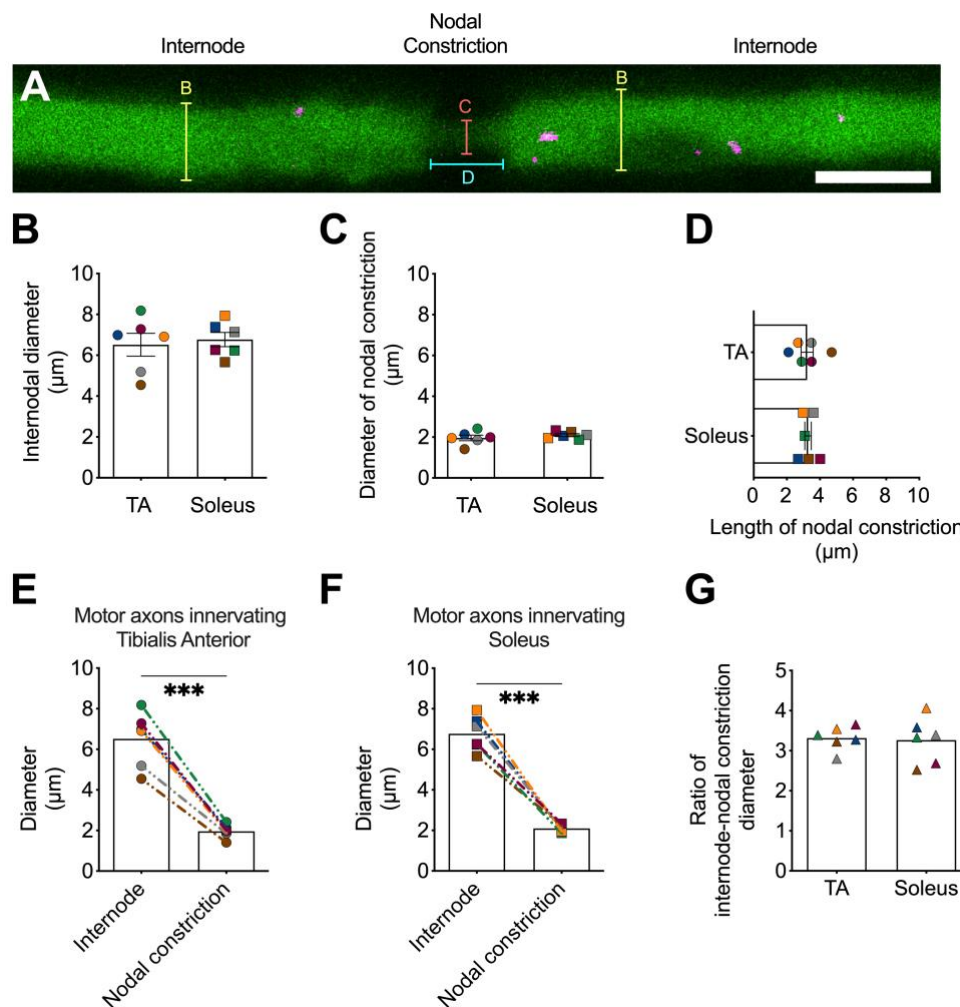 Internode
Nodal
Constriction
Internode
A
B
C
D
B
B
Internodal diameter
(µm)
10
8
6
4
2
0
TA
Soleus
C
Diameter of nodal constriction
(µm)
10
8
6
4
2
0
TA
Soleus
D
TA
Soleus
0 2 4 6 8 10
Length of nodal constriction
(µm)
E
Motor axons innervating
Tibialis Anterior
***
Diameter
(µm)
10
8
6
4
2
0
Internode
Nodal constriction
F
Motor axons innervating
Soleus
***
Diameter
(µm)
10
8
6
4
2
0
Internode
Nodal constriction
G
Ratio of
internode-nodal constriction
diameter
5
4
3
2
1
0
TA
Soleus